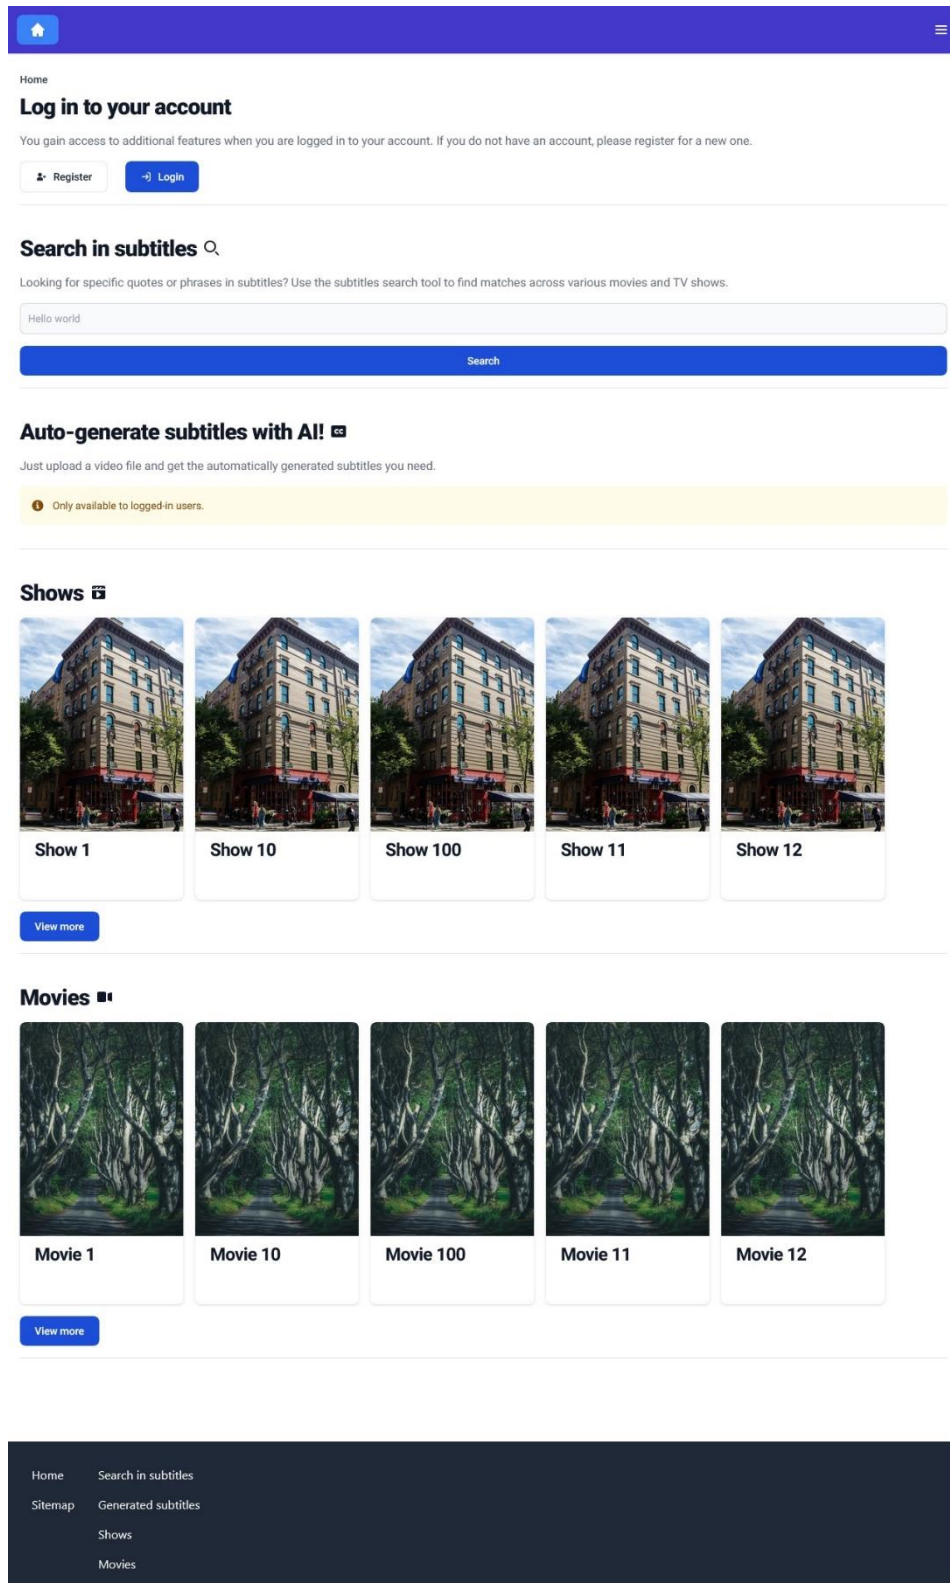 Home
Log in to your account
You gain access to additional features when you are logged in to your account. If you do not have an account, please register for a new one.
Register
Login
Search in subtitles
Looking for specific quotes or phrases in subtitles? Use the subtitles search tool to find matches across various movies and TV shows.
Hello world
Search
Auto-generate subtitles with AI!
CC
Just upload a video file and get the automatically generated subtitles you need.
Only available to logged-in users.
Shows
Show 1
Show 10
Show 100
Show 11
Show 12
View more
Movies
Movie 1
Movie 10
Movie 100
Movie 11
Movie 12
View more
Home
Search in subtitles
Sitemap
Generated subtitles
Shows
Movies